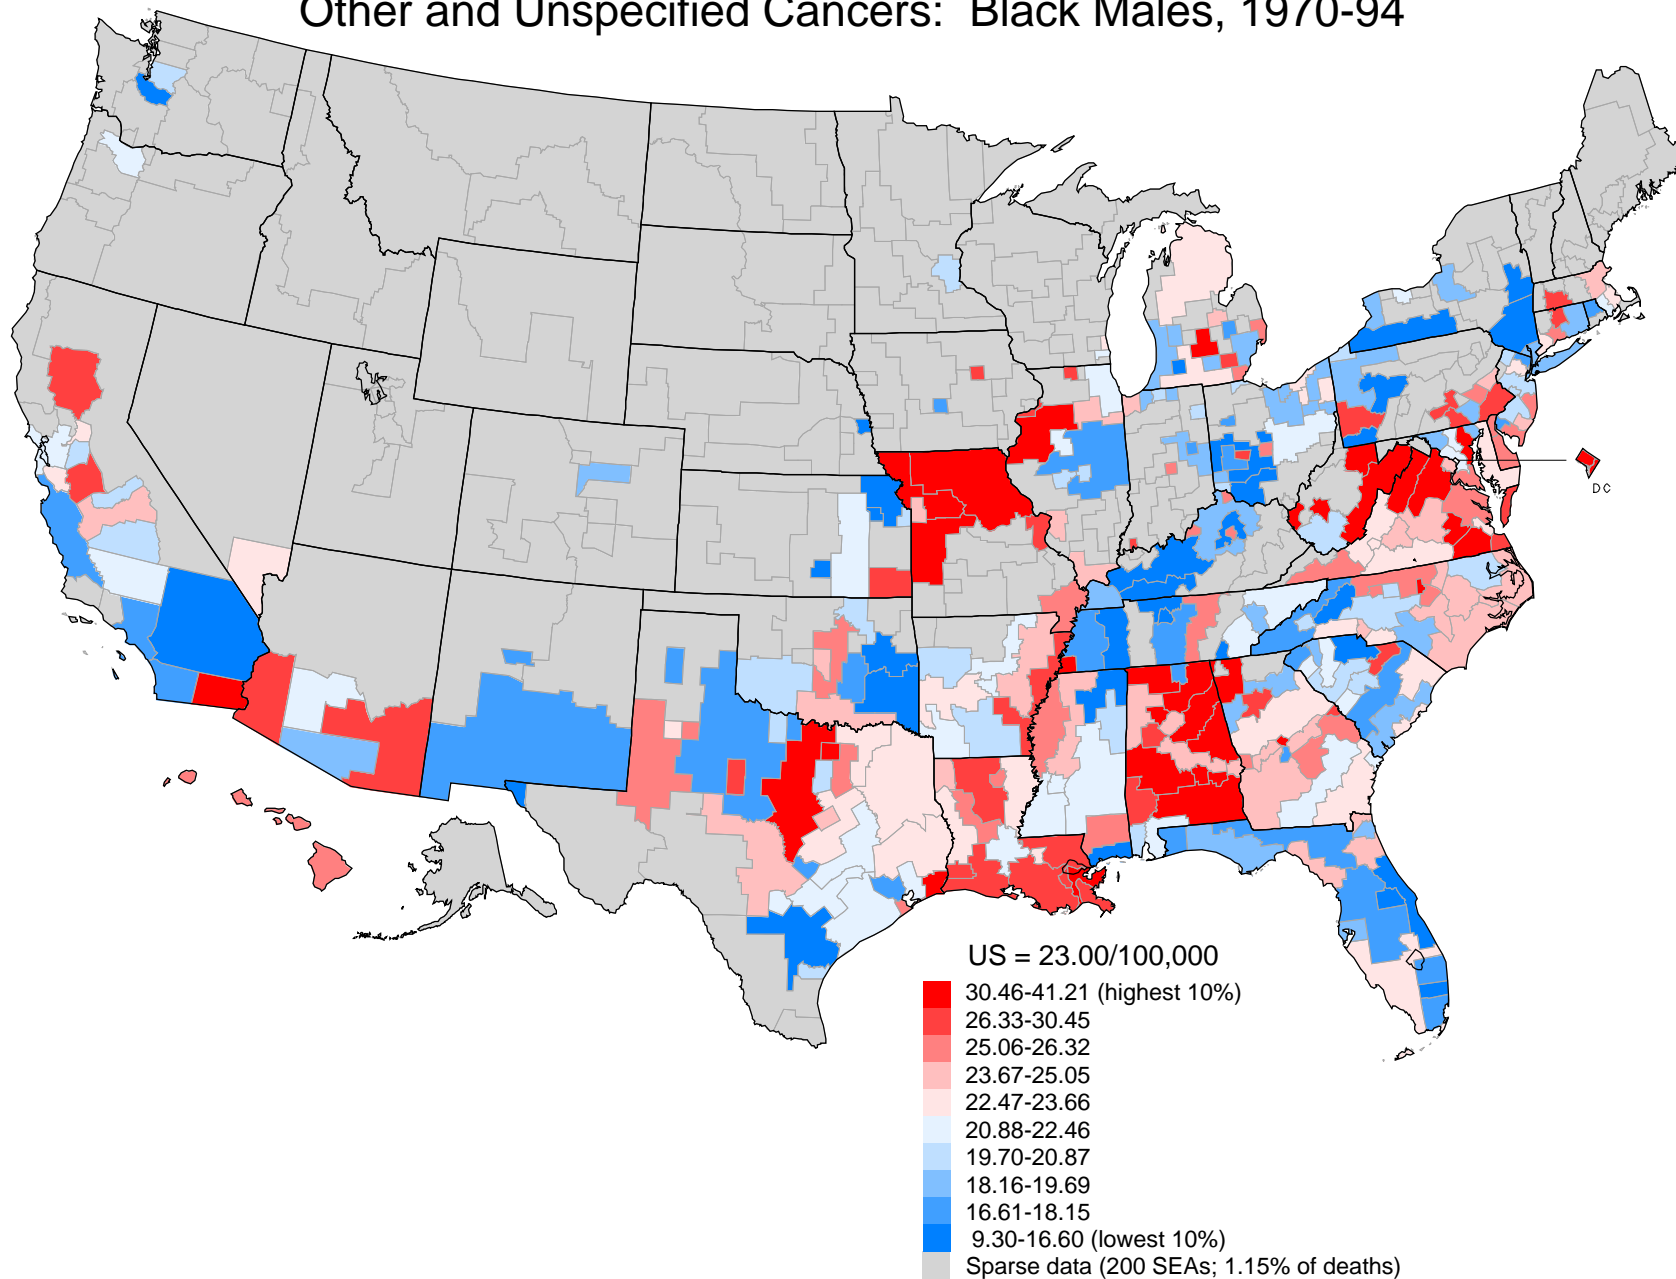 Other and Unspecified Cancers: Black Males, 1970-94
DC
US = 23.00/100,000
30.46-41.21 (highest 10%)
26.33-30.45
25.06-26.32
23.67-25.05
22.47-23.66
20.88-22.46
19.70-20.87
18.16-19.69
16.61-18.15
9.30-16.60 (lowest 10%)
Sparse data (200 SEAs; 1.15% of deaths)